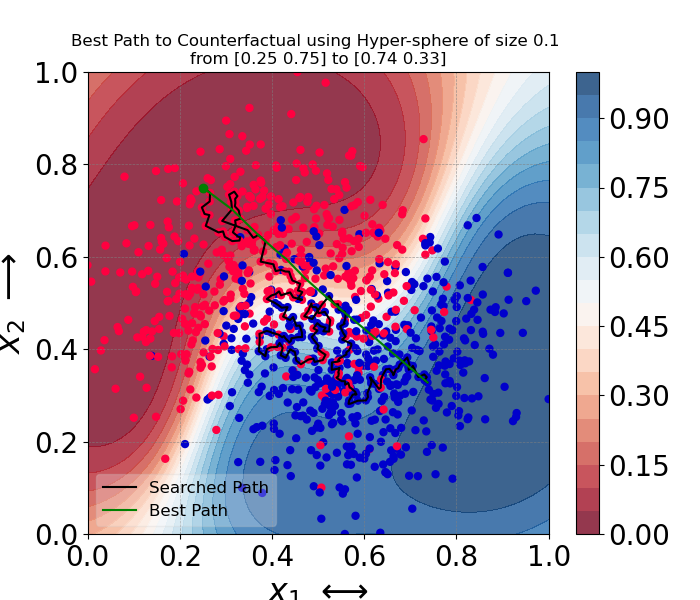 Best Path to Counterfactual using Hyper-sphere of size 0.1
from [0.25 0.75] to [0.74 0.33]
1.0
0.8
0.6
0.4
0.2
0.0
x2 ⟷
0.0 0.2 0.4 0.6 0.8 1.0
x1 ⟷
Searched Path
Best Path
0.90
0.75
0.60
0.45
0.30
0.15
0.00